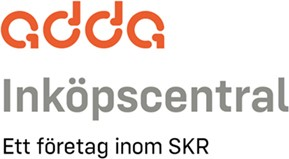 adda
Inköpscentral
Ett företag inom SKR